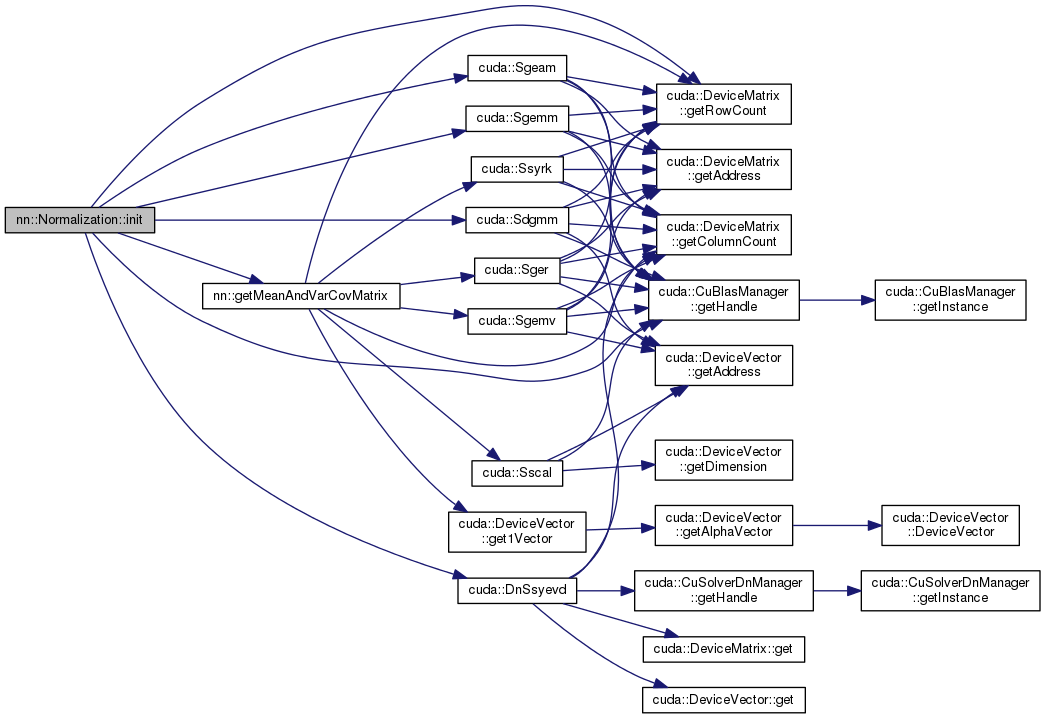 nn::Normalization::init
nn::getMeanAndVarCovMatrix
cuda::Sgeam
cuda::Sgemm
cuda::Ssyrk
cuda::Sdgmm
cuda::Sger
cuda::Sgemv
cuda::Sscal
cuda::DeviceVector
::get1Vector
cuda::DnSsyevd
cuda::DeviceMatrix
::getRowCount
cuda::DeviceMatrix
::getAddress
cuda::DeviceMatrix
::getColumnCount
cuda::CuBlasManager
::getHandle
cuda::DeviceVector
::getAddress
cuda::DeviceVector
::getDimension
cuda::DeviceVector
::getAlphaVector
cuda::CuSolverDnManager
::getHandle
cuda::DeviceMatrix::get
cuda::DeviceVector::get
cuda::CuBlasManager
::getInstance
cuda::DeviceVector
::DeviceVector
cuda::CuSolverDnManager
::getInstance